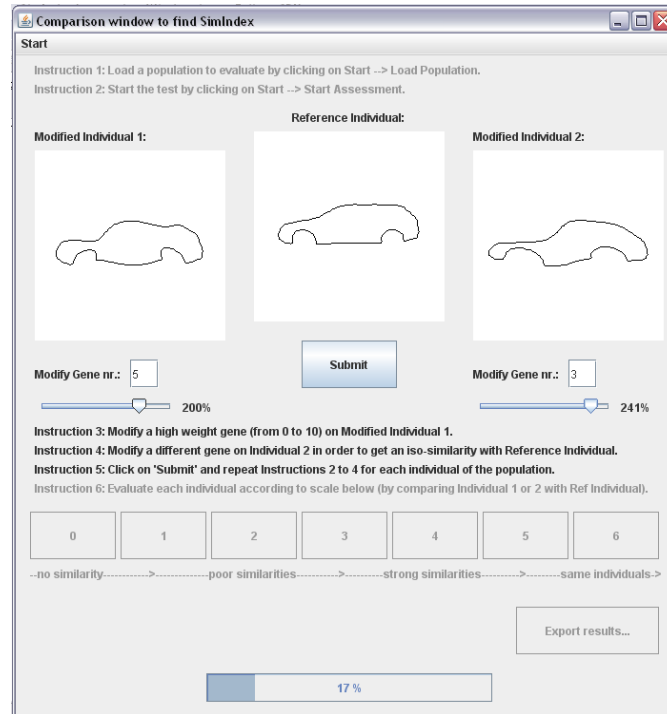 Comparison window to find SimIndex
Start
Instruction 1: Load a population to evaluate by clicking on Start --> Load Population.
Instruction 2: Start the test by clicking on Start --> Start Assessment.
Reference Individual:
Modified Individual 1:
Modified Individual 2:
Submit
Modify Gene nr.: 5
Modify Gene nr.: 3
200%
241%
Instruction 3: Modify a high weight gene (from 0 to 10) on Modified Individual 1.
Instruction 4: Modify a different gene on Individual 2 in order to get an iso-similarity with Reference Individual.
Instruction 5: Click on 'Submit' and repeat Instructions 2 to 4 for each individual of the population.
Instruction 6: Evaluate each individual according to scale below (by comparing Individual 1 or 2 with Ref Individual).
0 1 2 3 4 5 6
--no similarity----------->-------------poor similarities----------->----------strong similarities--------->--------same individuals->
Export results...
17 %